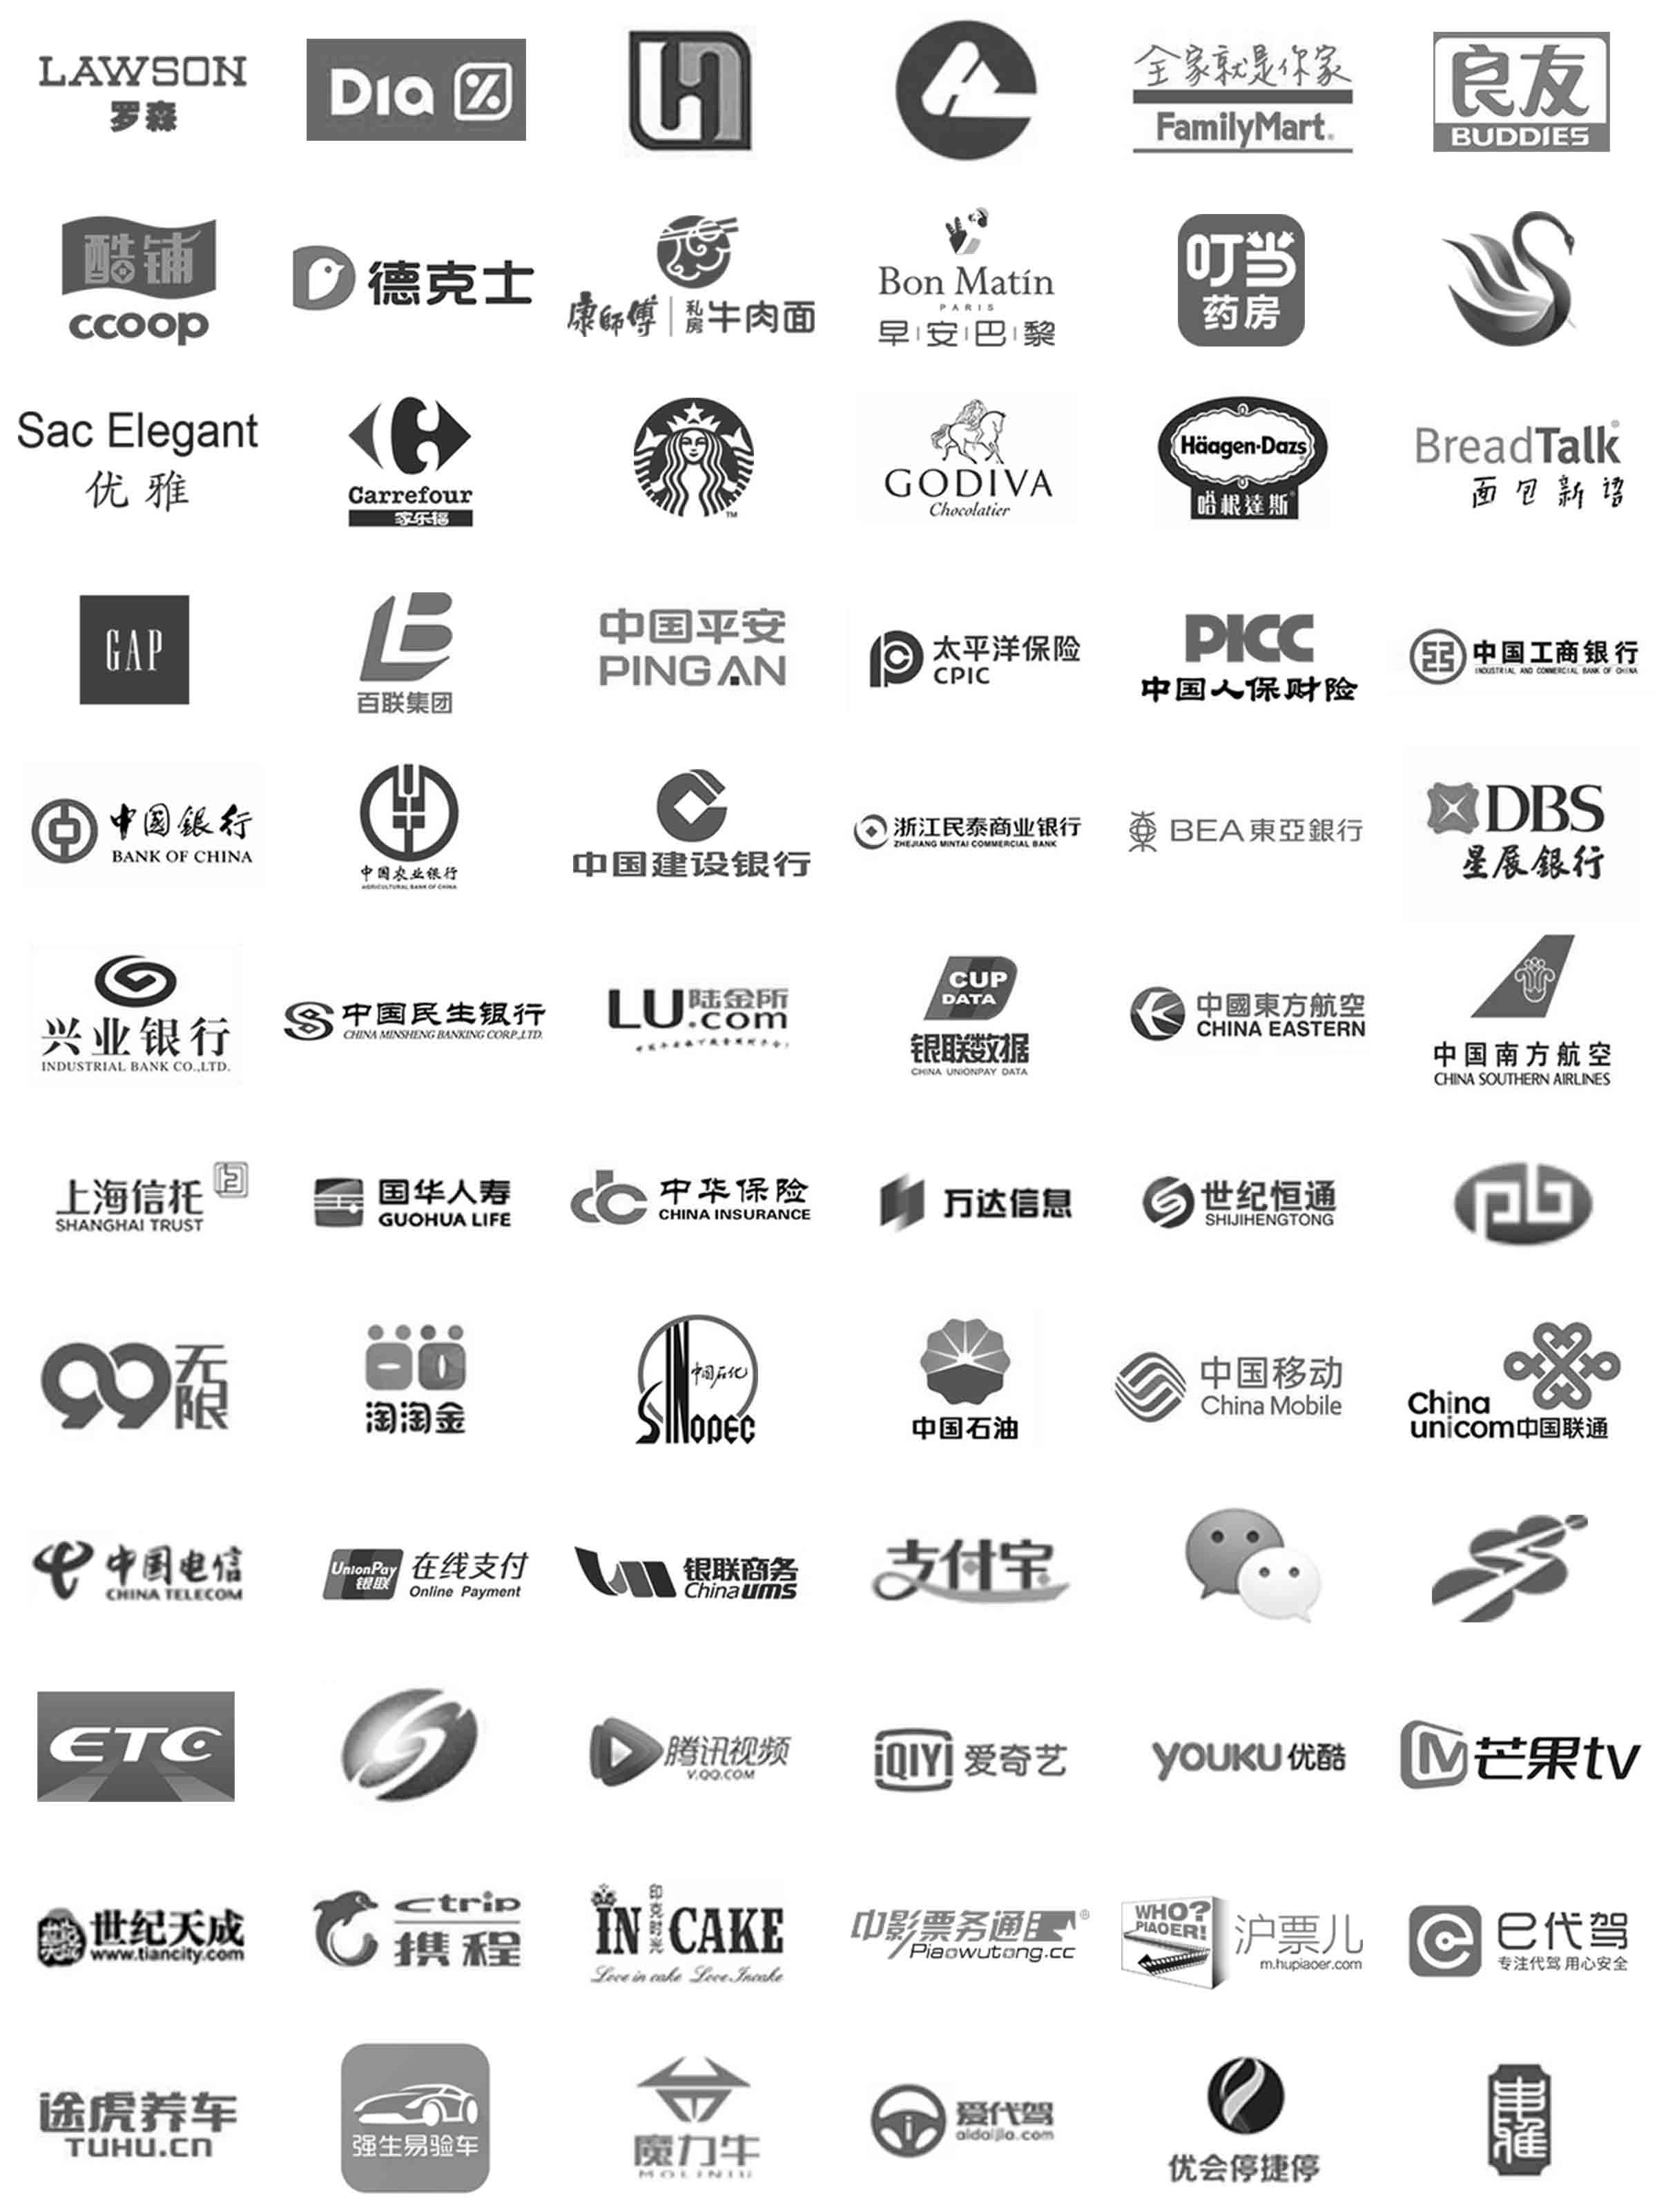 LAWSON
罗森
Dia %
全家就是你家
FamilyMart
良友
BUDDIES
酷铺
ccoop
德克士
康師傅 私房牛肉面
Bon Matin
PARIS
早安巴黎
叮当
药房
Sac Elegant
优雅
Carrefour
家乐福
TM
GODIVA
Chocolatier
Häagen-Dazs
哈根達斯
BreadTalk
面包新语
GAP
百联集团
中国平安
PING AN
太平洋保险
CPIC
PICC
中国人保财险
中国工商银行
INDUSTRIAL AND COMMERCIAL BANK OF CHINA
中國銀行
BANK OF CHINA
中国农业银行
AGRICULTURAL BANK OF CHINA
中国建设银行
浙江民泰商业银行
ZHEJIANG MINTAI COMMERCIAL BANK
BEA東亞銀行
DBS
星辰銀行
兴业银行
INDUSTRIAL BANK CO.,LTD.
中国民生银行
CHINA MINSHENG BANKING CORP.,LTD.
LU.com 陆金所
CUP
DATA
银联数据
CHINA UNIONPAY DATA
中國東方航空
CHINA EASTERN
中国南方航空
CHINA SOUTHERN AIRLINES
上海信托
SHANGHAI TRUST
国华人寿
GUOHUA LIFE
中华保险
CHINA INSURANCE
万达信息
世纪恒通
SHIJIHENGTONG
99无限
淘淘金
中国石化
SINOPEC
中国石油
中国移动
China Mobile
China
unicom中国联通
中国电信
CHINA TELECOM
UnionPay
银联
在线支付
Online Payment
银联商务
China ums
支付宝
ETC
腾讯视频
V.QQ.COM
iQIYI 爱奇艺
YOUKU 优酷
芒果tv
世纪天成
www.tiancity.com
ctrip
携程
IN 印克时光 CAKE
Love in cake Love Incake
中影票务通
Piaowutong.cc
WHO?
PIAOER!
沪票儿
m.hupiaoer.com
e代驾
专注代驾 用心安全
途虎养车
TUHU.CN
强生易验车
魔力牛
爱代驾
aidaijia.com
优会停捷停